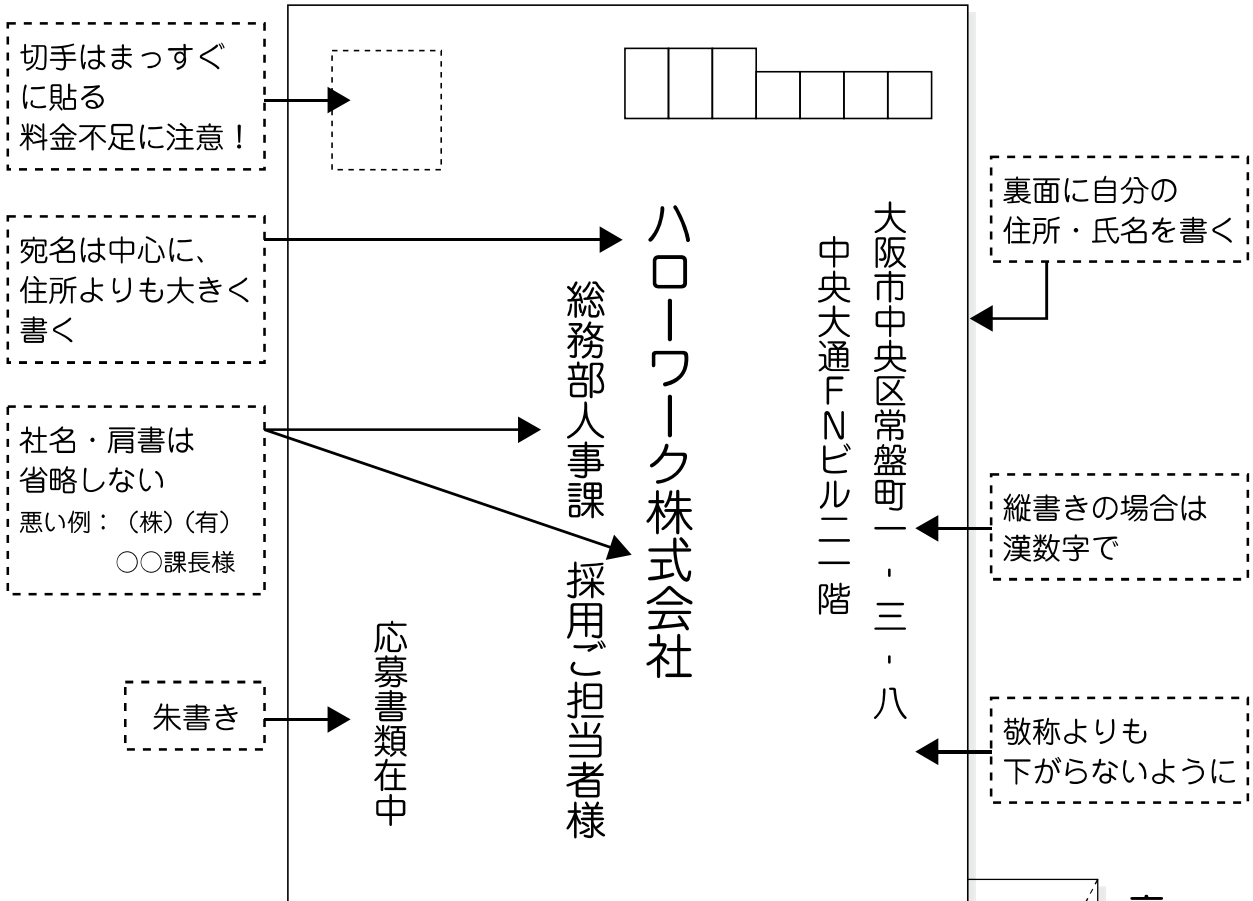 切手はまっすぐ
に貼る
料金不足に注意！
宛名は中心に、
住所よりも大きく
書く
社名・肩書は
省略しない
悪い例：（株）（有）
○○課長様
朱書き
大阪市中央区常盤町一-三-八
中央大通FNビル二一階
ハローワーク株式会社
総務部人事課　採用ご担当者様
応募書類在中
裏面に自分の
住所・氏名を書く
縦書きの場合は
漢数字で
敬称よりも
下がらないように